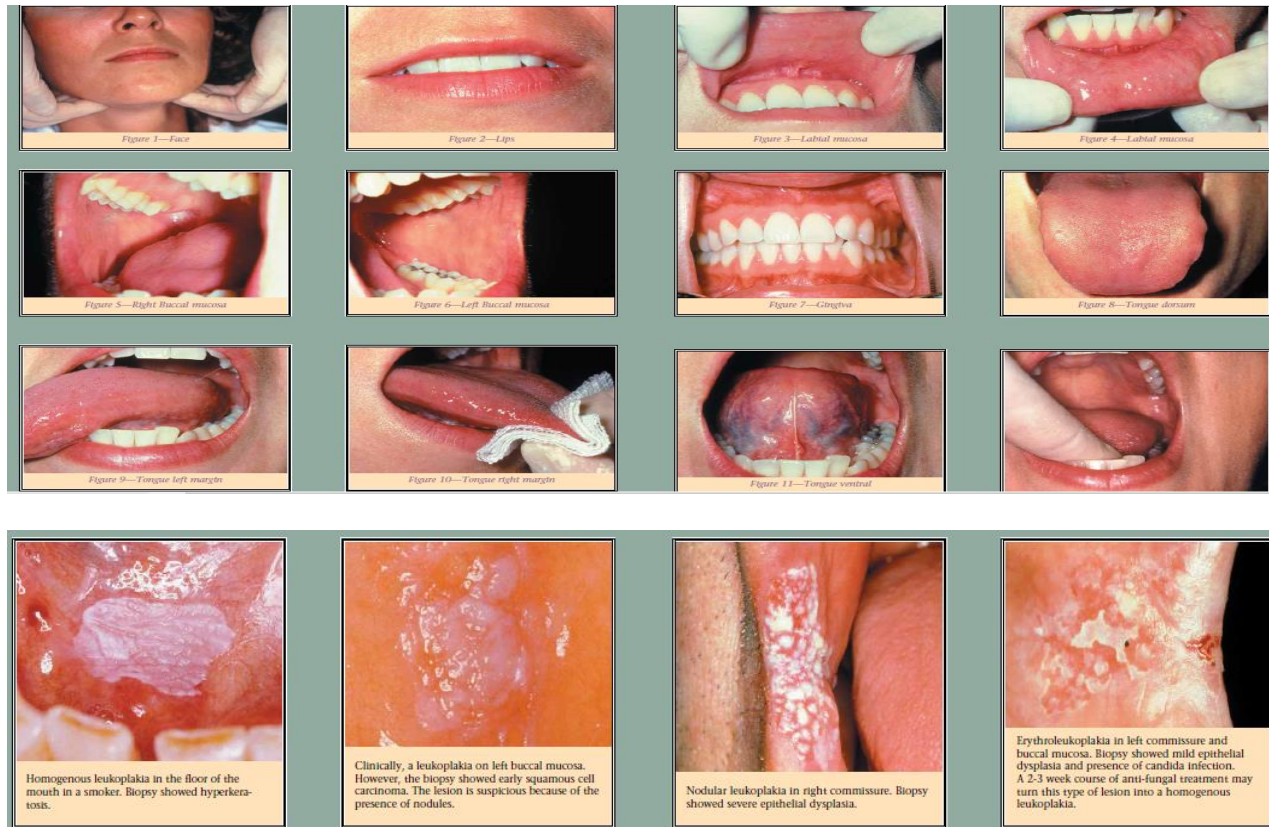 Figure 1—Face
Figure 2—Lips
Figure 3—Labial mucosa
Figure 4—Labial mucosa
Figure 5—Right Buccal mucosa
Figure 6—Left Buccal mucosa
Figure 7—Gingiva
Figure 8—Tongue dorsum
Figure 9—Tongue left margin
Figure 10—Tongue right margin
Figure 11—Tongue ventral
Homogenous leukoplakia in the floor of the
mouth in a smoker. Biopsy showed hyperkera-
tosis.
Clinically, a leukoplakia on left buccal mucosa.
However, the biopsy showed early squamous cell
carcinoma. The lesion is suspicious because of the
presence of nodules.
Nodular leukoplakia in right commissure. Biopsy
showed severe epithelial dysplasia.
Erythroleukoplakia in left commissure and
buccal mucosa. Biopsy showed mild epithelial
dysplasia and presence of candida infection.
A 2-3 week course of anti-fungal treatment may
turn this type of lesion into a homogenous
leukoplakia.